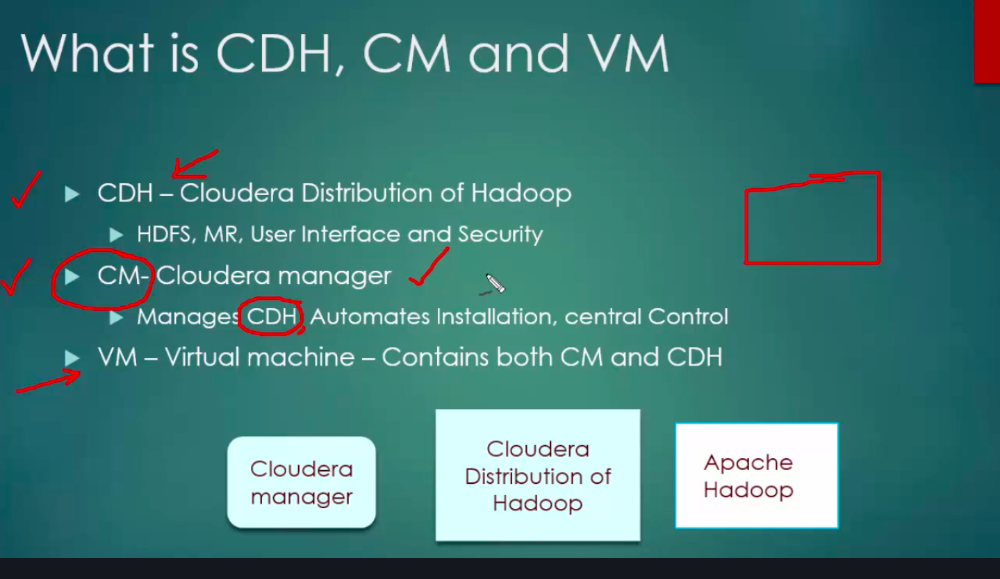 What is CDH, CM and VM
CDH – Cloudera Distribution of Hadoop
HDFS, MR, User Interface and Security
CM- Cloudera manager
Manages CDH, Automates Installation, central Control
VM – Virtual machine – Contains both CM and CDH
Cloudera
manager
Cloudera
Distribution of
Hadoop
Apache
Hadoop